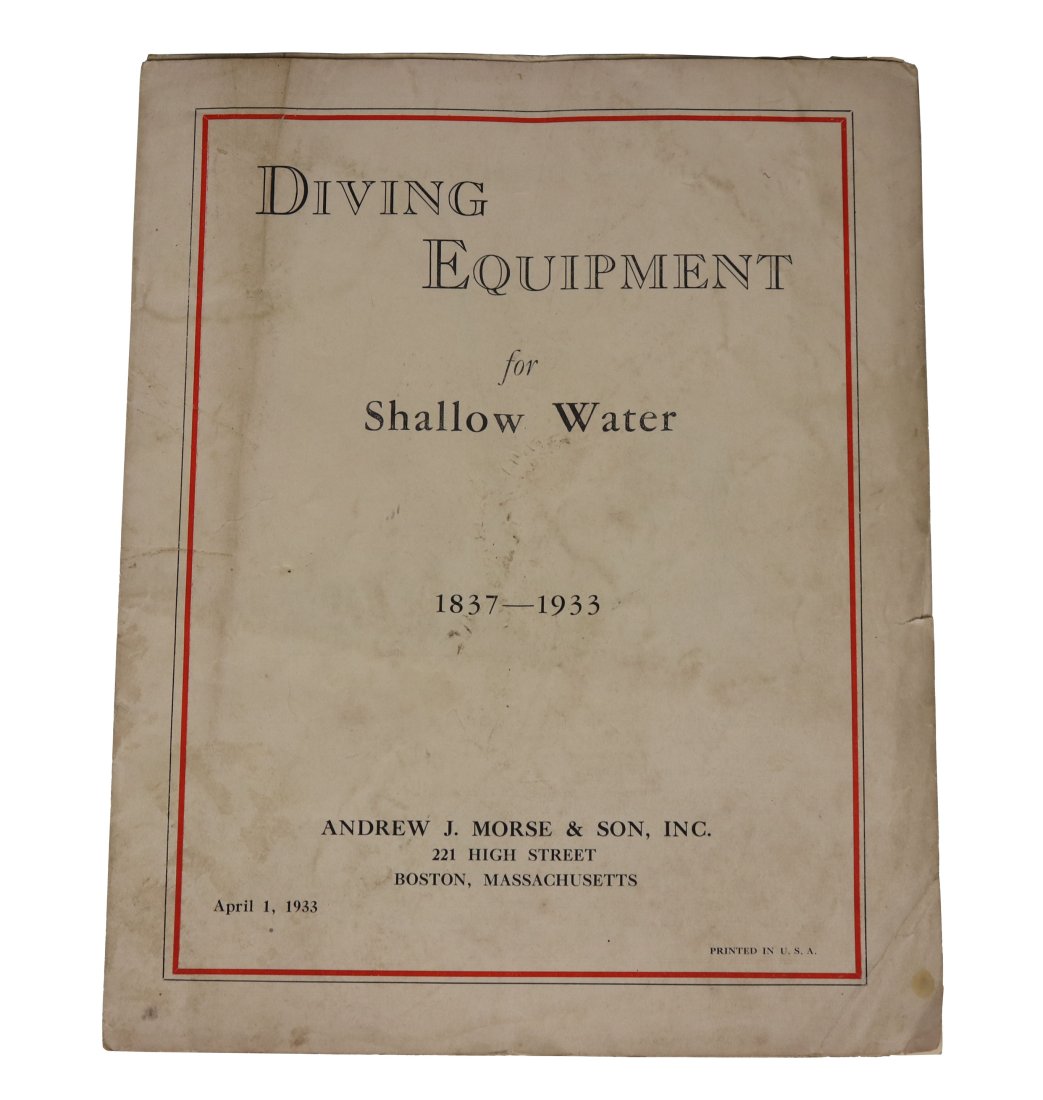 DIVING
EQUIPMENT
for
Shallow Water
1837—1933
ANDREW J. MORSE & SON, INC.
221 HIGH STREET
BOSTON, MASSACHUSETTS
April 1, 1933
PRINTED IN U. S. A.